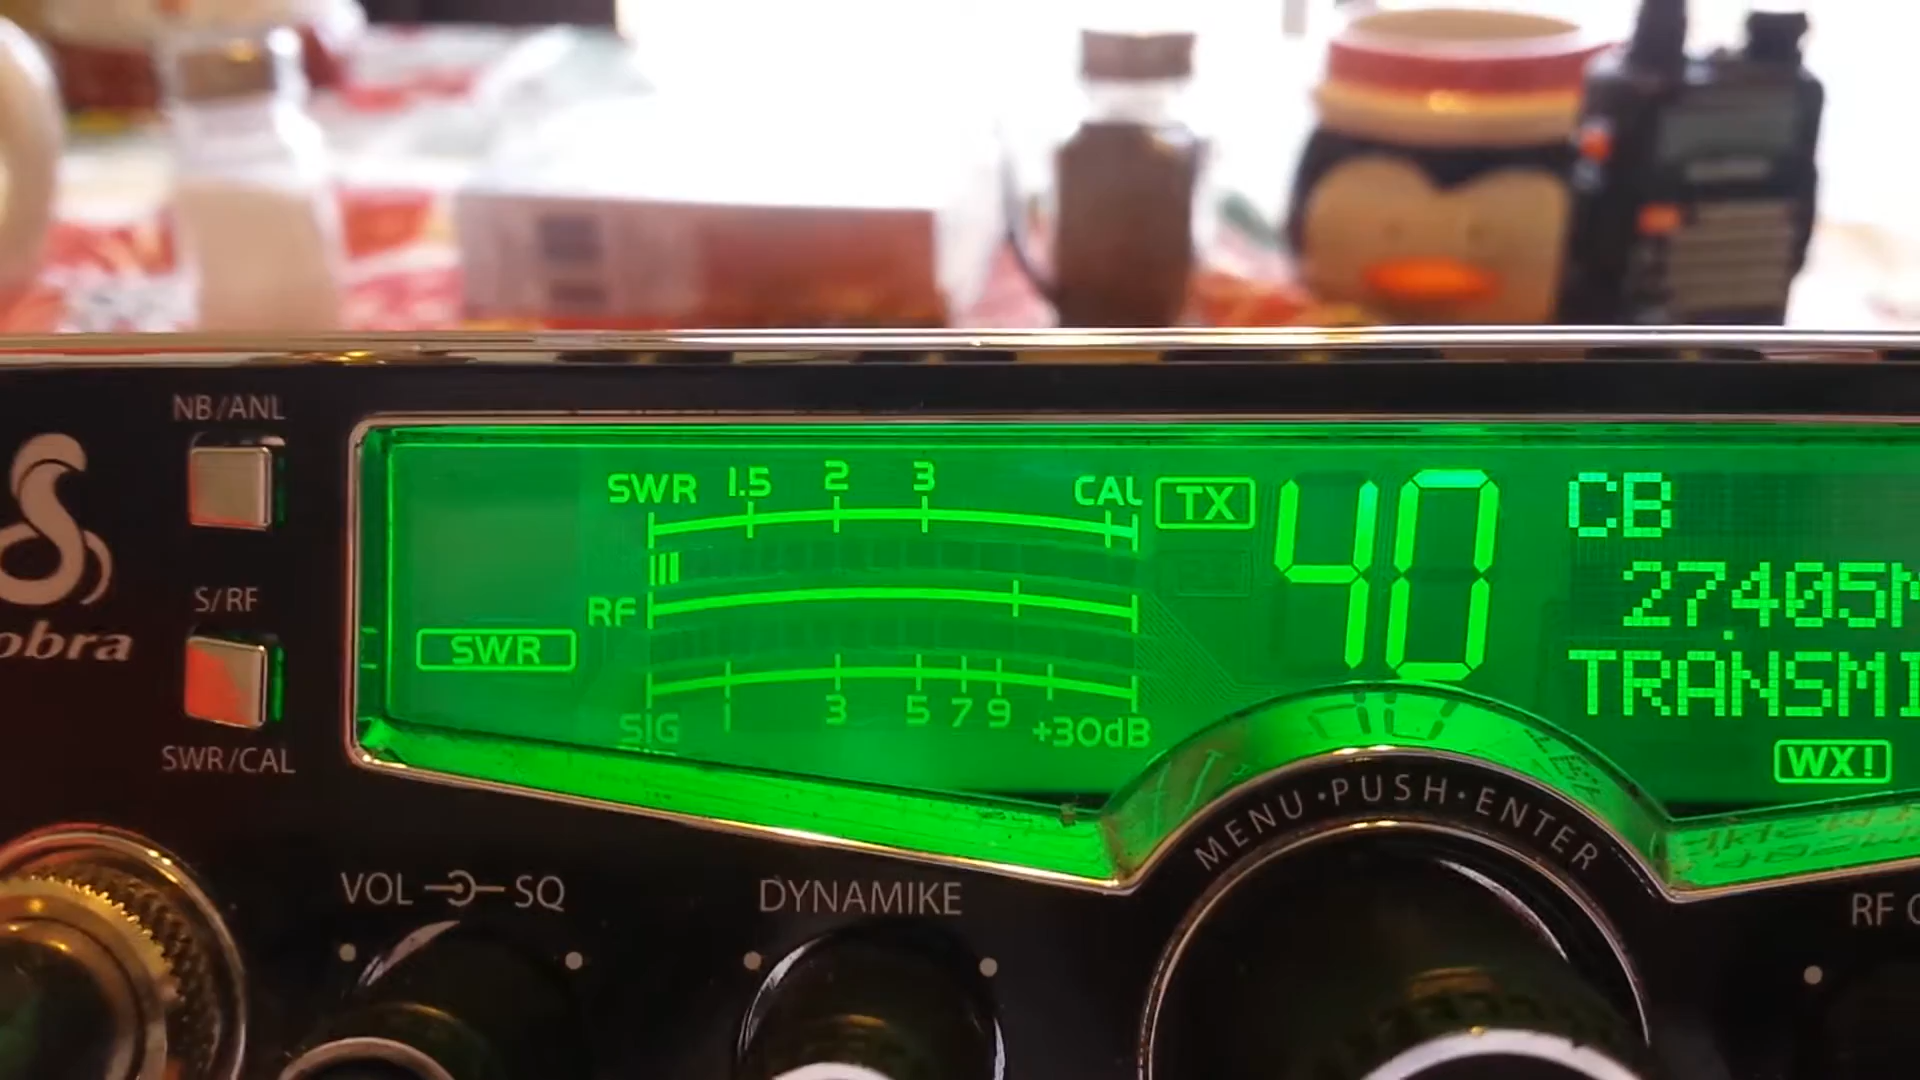 NB/ANL
S/RF
obra
SWR/CAL
SWR 1.5 2 3 CAL
TX
40
CB
27.405M
RF
SWR
TRANSMI
SIG 1 3 5 7 9 +30dB
WX!
MENU•PUSH•ENTER
VOL SQ
DYNAMIKE
RF